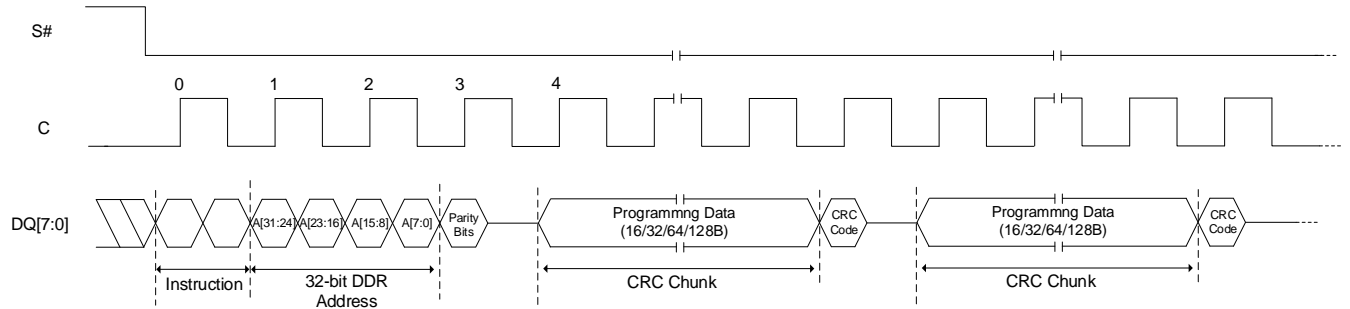 S#
0 1 2 3 4
C
DQ[7:0]
A[31:24] A[23:16] A[15:8] A[7:0]
Parity
Bits
Programmng Data
(16/32/64/128B)
CRC
Code
Programmng Data
(16/32/64/128B)
CRC
Code
Instruction
32-bit DDR
Address
CRC Chunk
CRC Chunk